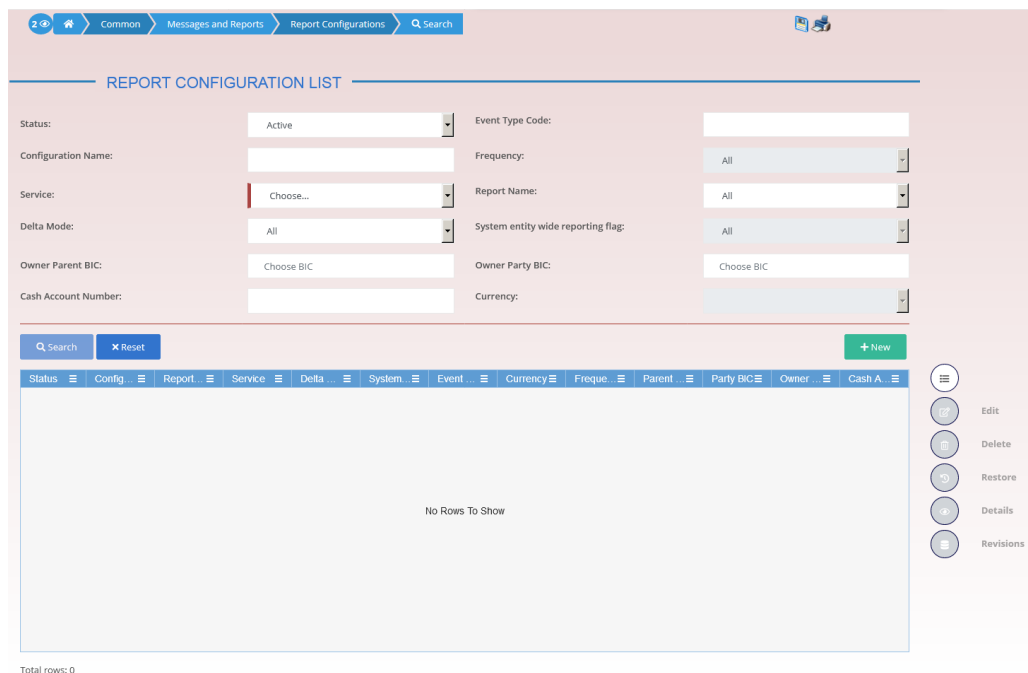 2 Common Messages and Reports Report Configurations Search
REPORT CONFIGURATION LIST
Status: Active Event Type Code:
Configuration Name: Frequency: All
Service: Choose... Report Name: All
Delta Mode: All System entity wide reporting flag: All
Owner Parent BIC: Choose BIC Owner Party BIC: Choose BIC
Cash Account Number: Currency:
Search Reset New
Status Config... Report... Service Delta ... System... Event ... Currency Freque... Parent ... Party BIC Owner ... Cash A...
Edit
Delete
Restore
No Rows To Show Details
Revisions
Total rows: 0